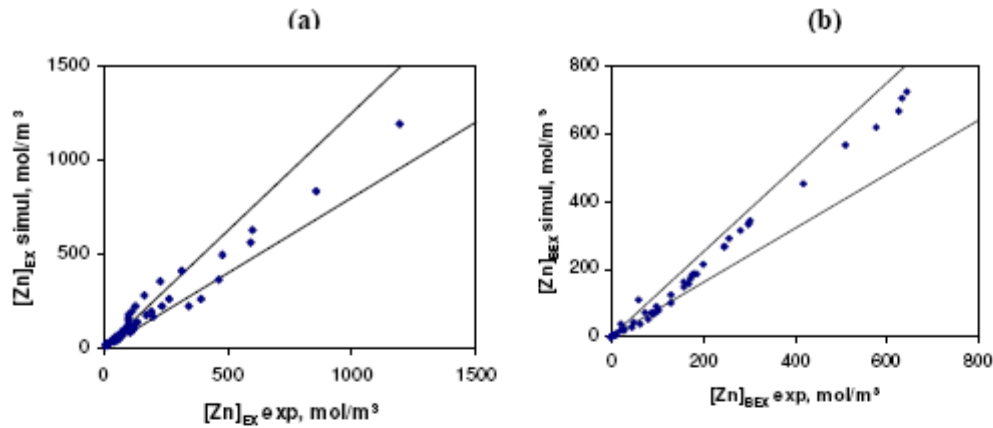 (a)
(b)
1500
1000
500
0
[Zn]EX simul, mol/m³
0 500 1000 1500
[Zn]EX exp, mol/m³
800
600
400
200
0
[Zn]BEX simul, mol/m³
0 200 400 600 800
[Zn]BEX exp, mol/m³